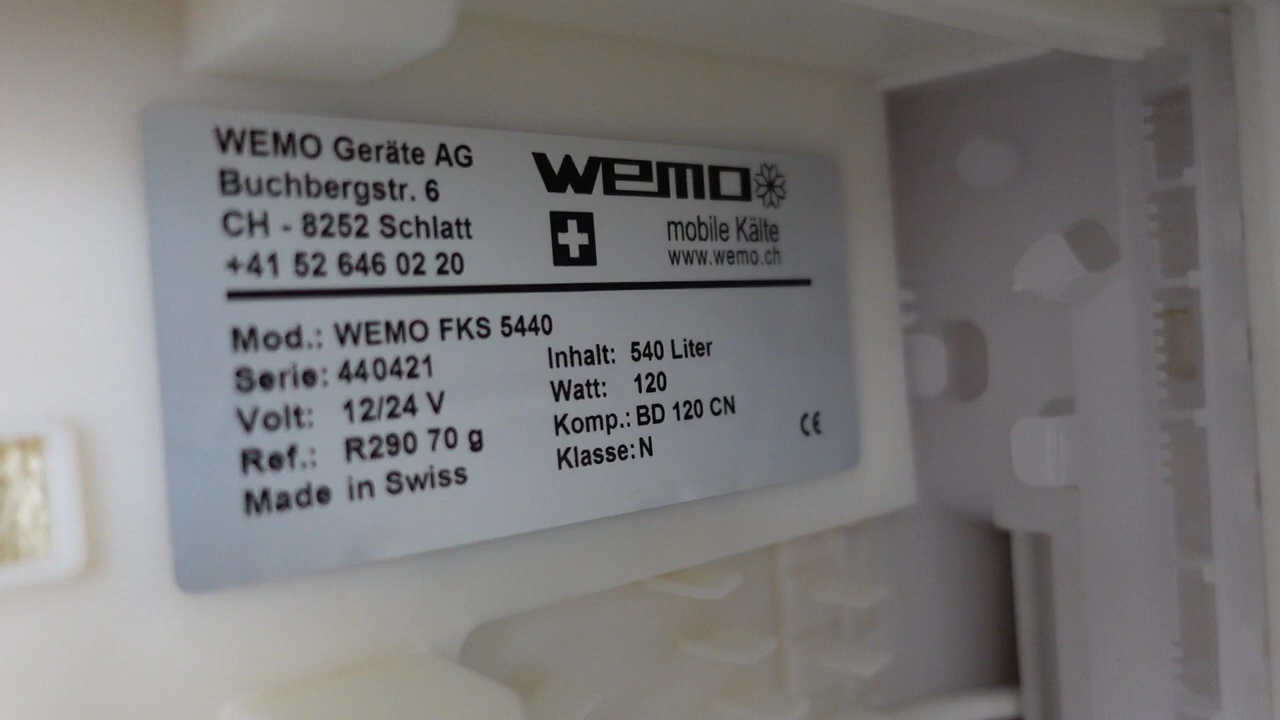 WEMO Geräte AG
Buchbergstr. 6
CH - 8252 Schlatt
+41 52 646 02 20
wemo
mobile Kälte
www.wemo.ch
Mod.: WEMO FKS 5440
Serie: 440421
Volt: 12/24 V
Ref.: R290 70 g
Made in Swiss
Inhalt: 540 Liter
Watt: 120
Komp.: BD 120 CN
Klasse: N
CE